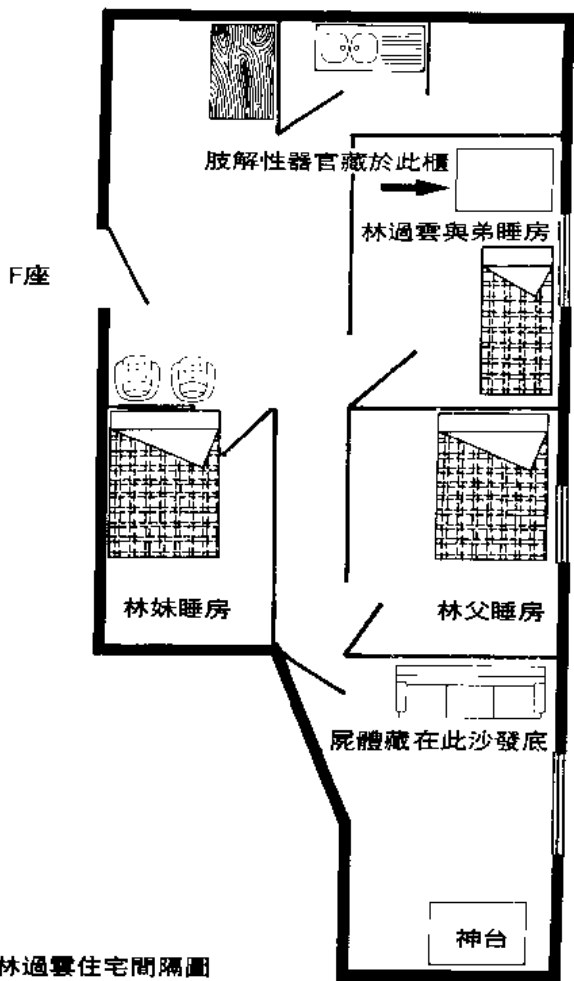 肢解性器官藏於此櫃
林過雲與弟睡房
F座
林妹睡房
林父睡房
屍體藏在此沙發底
神台
林過雲住宅間隔圖